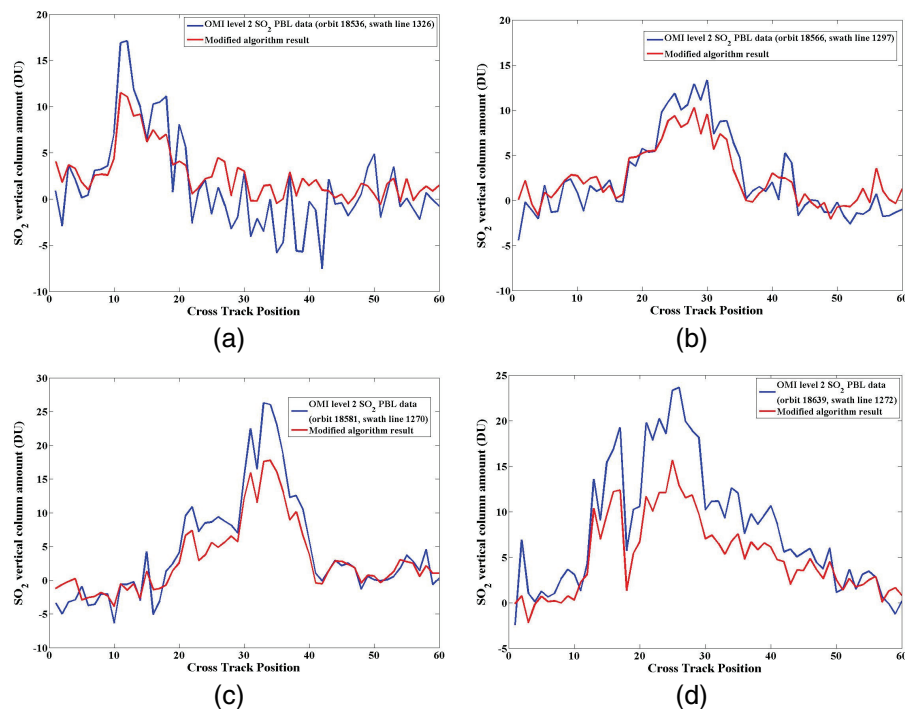 OMI level 2 SO2 PBL data (orbit 18536, swath line 1326)
Modified algorithm result
SO2 vertical column amount (DU)
20
15
10
5
0
-5
-10
0 10 20 30 40 50 60
Cross Track Position
(a)
OMI level 2 SO2 PBL data (orbit 18566, swath line 1297)
Modified algorithm result
SO2 vertical column amount (DU)
20
15
10
5
0
-5
-10
0 10 20 30 40 50 60
Cross Track Position
(b)
OMI level 2 SO2 PBL data
(orbit 18581, swath line 1270)
Modified algorithm result
SO2 vertical column amount (DU)
30
25
20
15
10
5
0
-5
-10
0 10 20 30 40 50 60
Cross Track Position
(c)
OMI level 2 SO2 PBL data
(orbit 18639, swath line 1272)
Modified algorithm result
SO2 vertical column amount (DU)
25
20
15
10
5
0
-5
0 10 20 30 40 50 60
Cross Track Position
(d)